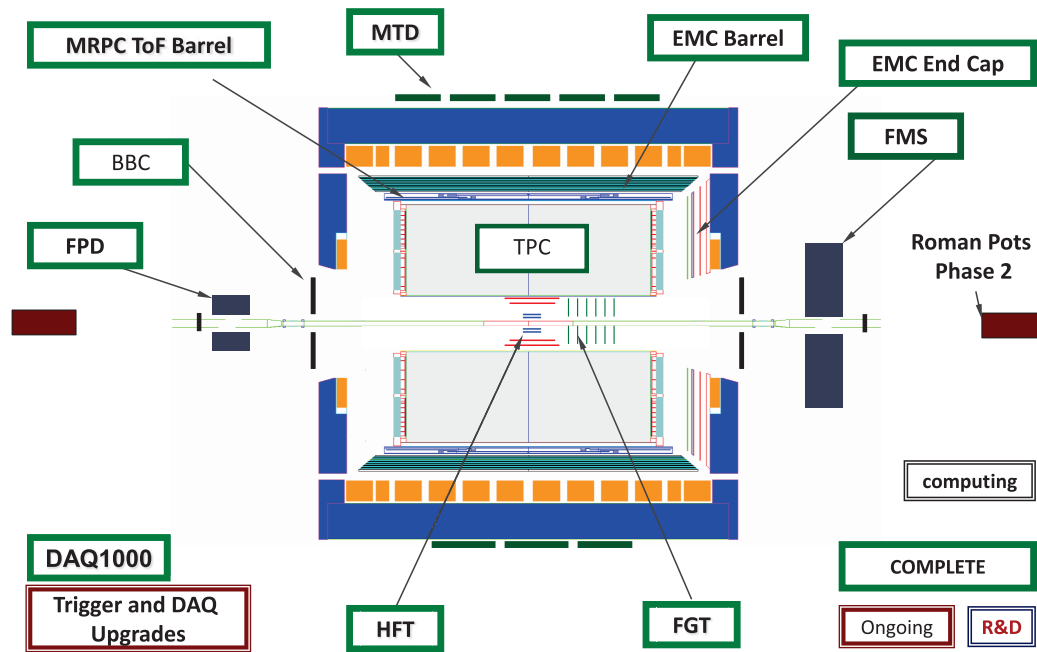 MRPC ToF Barrel
MTD
EMC Barrel
EMC End Cap
BBC
FMS
FPD
TPC
Roman Pots
Phase 2
computing
DAQ1000
COMPLETE
Trigger and DAQ
Upgrades
HFT
FGT
Ongoing
R&D